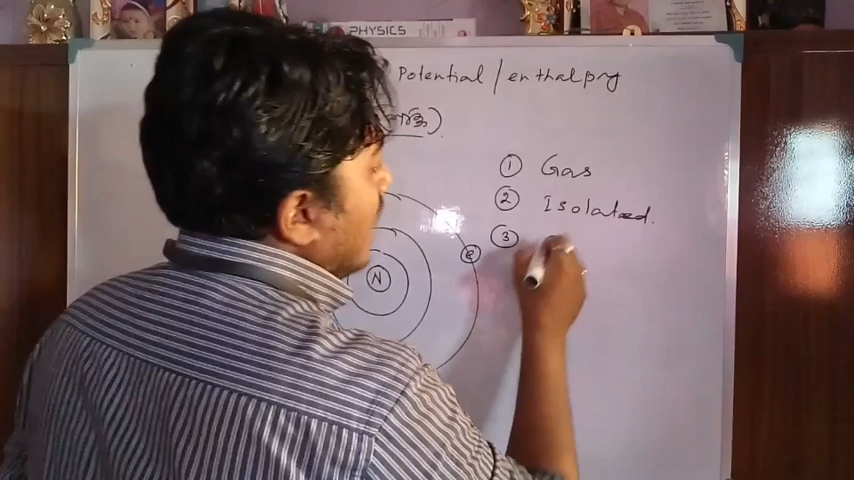 PHYSICS
Potential / enthalpy
① Gas
② Isolated.
③
e
N